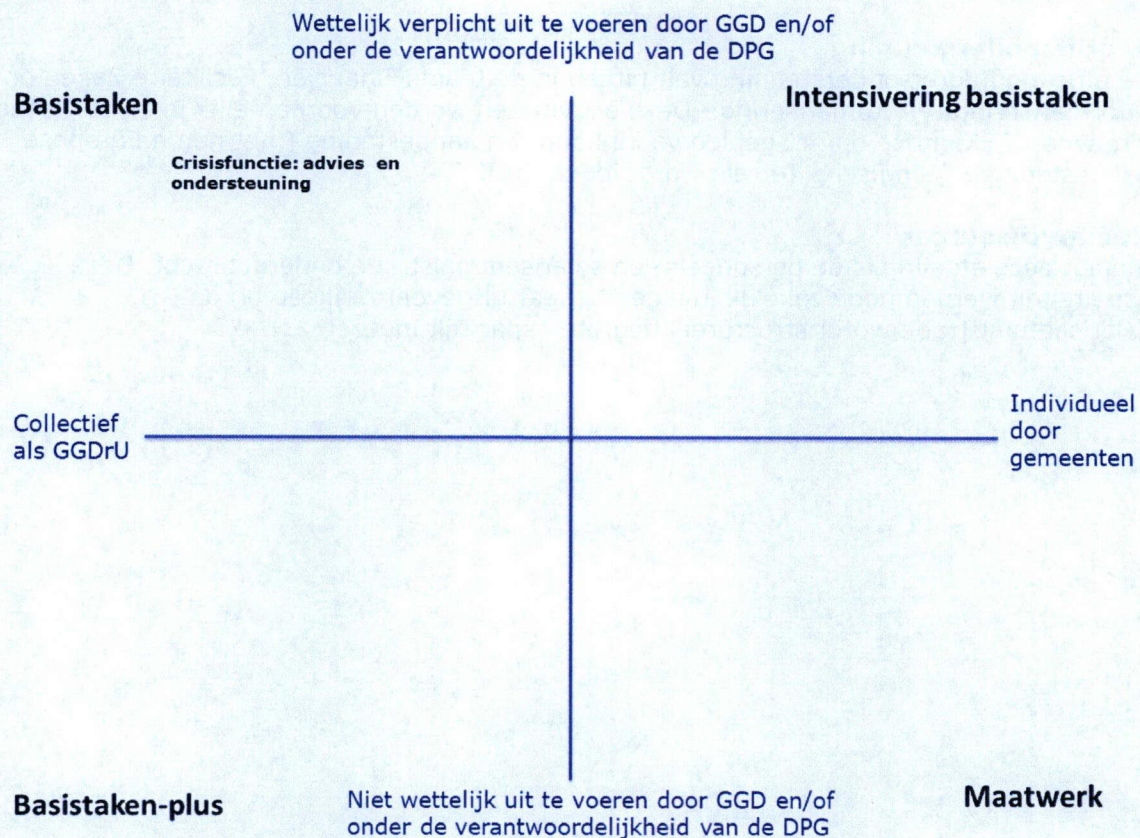 Wettelijk verplicht uit te voeren door GGD en/of
onder de verantwoordelijkheid van de DPG
Basistaken
Intensivering basistaken
Crisisfunctie: advies en
ondersteuning
Collectief
als GGDrU
Individueel
door
gemeenten
Basistaken-plus
Niet wettelijk uit te voeren door GGD en/of
onder de verantwoordelijkheid van de DPG
Maatwerk